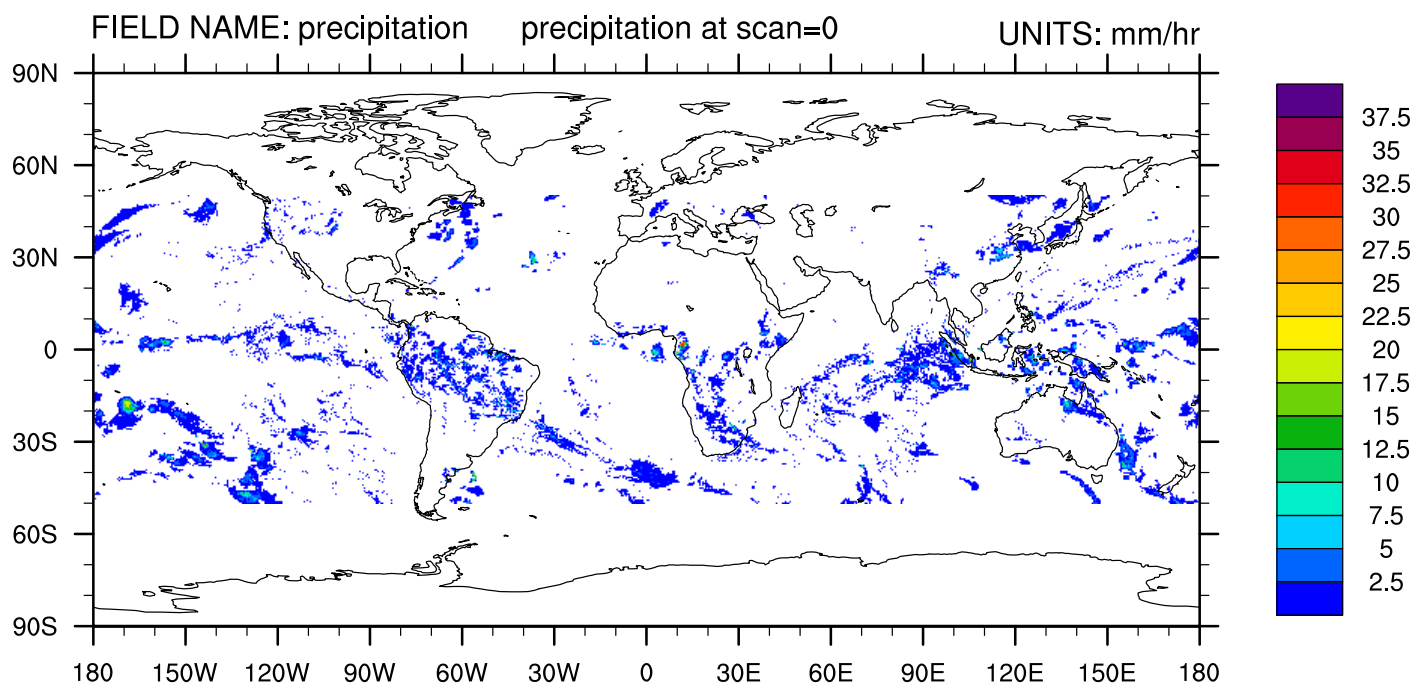 FIELD NAME: precipitation precipitation at scan=0 UNITS: mm/hr
90N
60N
30N
0
30S
60S
90S
180 150W 120W 90W 60W 30W 0 30E 60E 90E 120E 150E 180
37.5
35
32.5
30
27.5
25
22.5
20
17.5
15
12.5
10
7.5
5
2.5